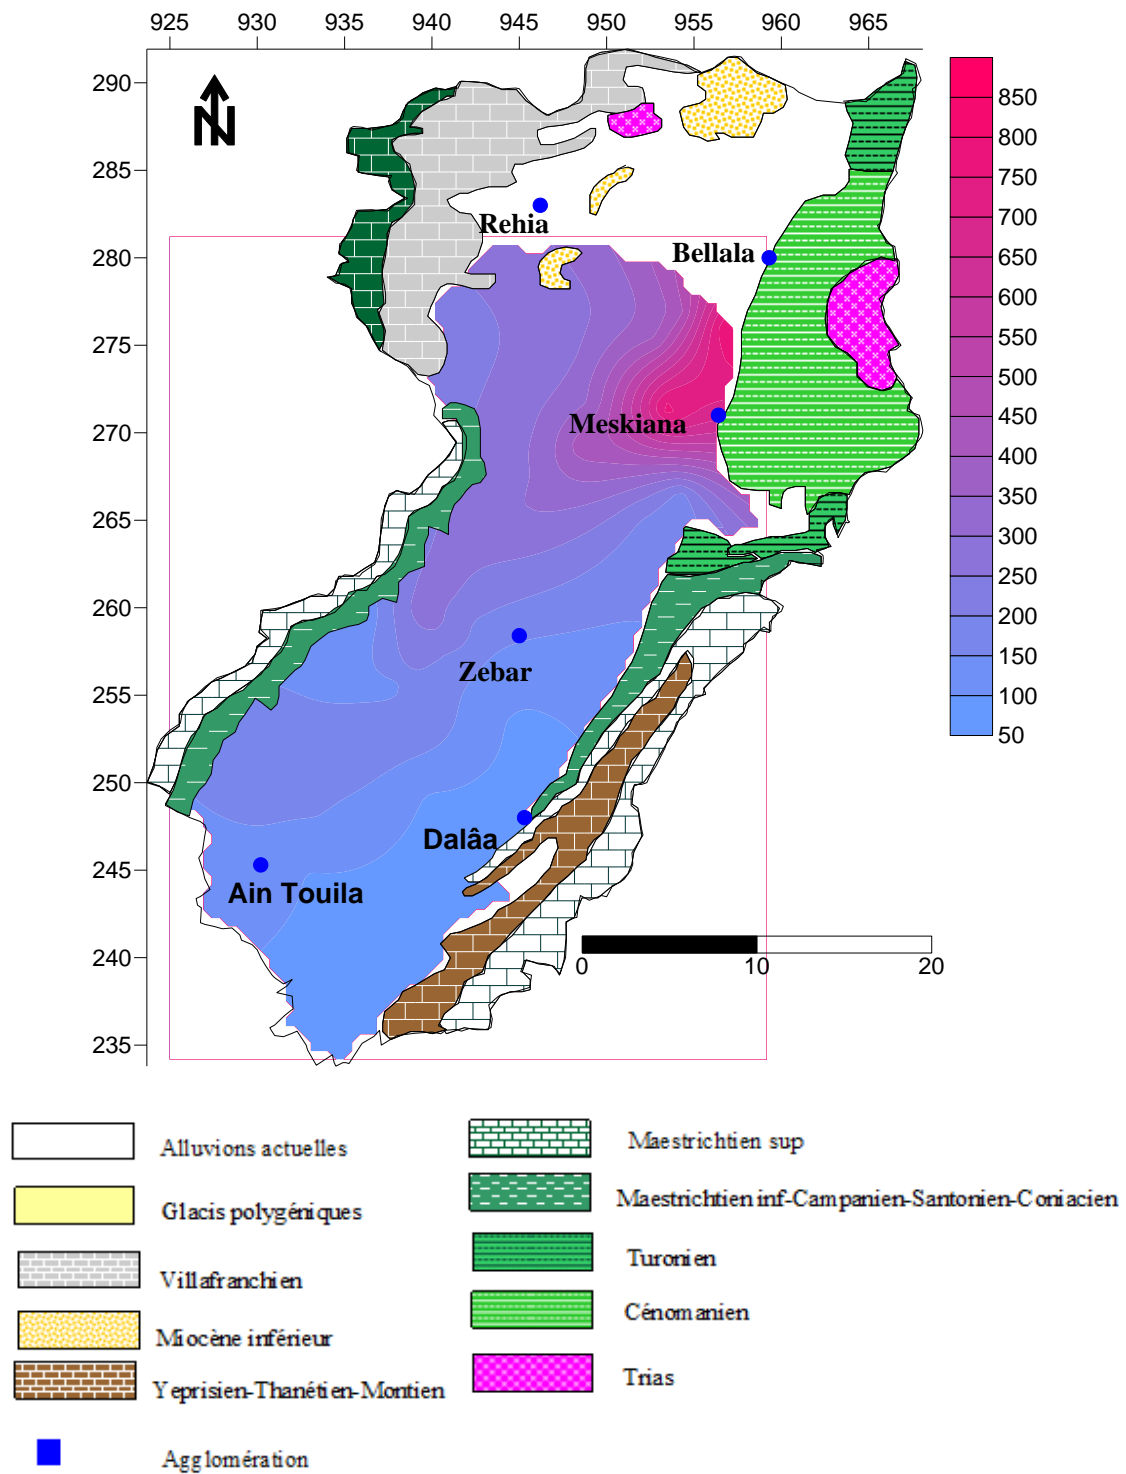 925 930 935 940 945 950 955 960 965
290
285
280
275
270
265
260
255
250
245
240
235
N
Rehia
Bellala
Meskiana
Zebar
Dalâa
Ain Touila
850
800
750
700
650
600
550
500
450
400
350
300
250
200
150
100
50
0 10 20
Alluvions actuelles
Glacis polygéniques
Villafranchien
Miocène inférieur
Yeprisien-Thanétien-Montien
Agglomération
Maestrichtien sup
Maestrichtien inf-Campanien-Santonien-Coniacien
Turonien
Cénomanien
Trias